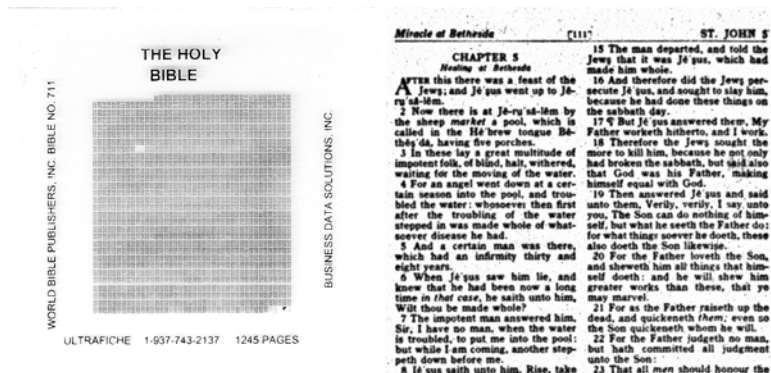 THE HOLY
BIBLE
WORLD BIBLE PUBLISHERS, INC. BIBLE NO. 711
BUSINESS DATA SOLUTIONS, INC.
ULTRAFICHE 1-937-743-2137 1245 PAGES
Miracle at Bethesda [111] ST. JOHN 5
CHAPTER 5
Healing at Bethesda
AFTER this there was a feast of the
Jews; and Jē´ṣus went up to Jē-
ru´sȧ-lĕm.
2 Now there is at Jē-ru´sȧ-lĕm by
the sheep market a pool, which is
called in the Hē´brew tongue Bē-
thĕṣ´dȧ, having five porches.
3 In these lay a great multitude of
impotent folk, of blind, halt, withered,
waiting for the moving of the water.
4 For an angel went down at a cer-
tain season into the pool, and trou-
bled the water: whosoever then first
after the troubling of the water
stepped in was made whole of what-
soever disease he had.
5 And a certain man was there,
which had an infirmity thirty and
eight years.
6 When Jē´ṣus saw him lie, and
knew that he had been now a long
time in that case, he saith unto him,
Wilt thou be made whole?
7 The impotent man answered him,
Sir, I have no man, when the water
is troubled, to put me into the pool:
but while I am coming, another step-
peth down before me.
8 Jē´ṣus saith unto him, Rise, take
15 The man departed, and told the
Jews that it was Jē´ṣus, which had
made him whole.
16 And therefore did the Jews per-
secute Jē´ṣus, and sought to slay him,
because he had done these things on
the sabbath day.
17 ¶ But Jē´ṣus answered them, My
Father worketh hitherto, and I work.
18 Therefore the Jews sought the
more to kill him, because he not only
had broken the sabbath, but said also
that God was his Father, making
himself equal with God.
19 Then answered Jē´ṣus and said
unto them, Verily, verily, I say unto
you, The Son can do nothing of him-
self, but what he seeth the Father do:
for what things soever he doeth, these
also doeth the Son likewise.
20 For the Father loveth the Son,
and sheweth him all things that him-
self doeth: and he will shew him
greater works than these, that ye
may marvel.
21 For as the Father raiseth up the
dead, and quickeneth them; even so
the Son quickeneth whom he will.
22 For the Father judgeth no man,
but hath committed all judgment
unto the Son:
23 That all men should honour the